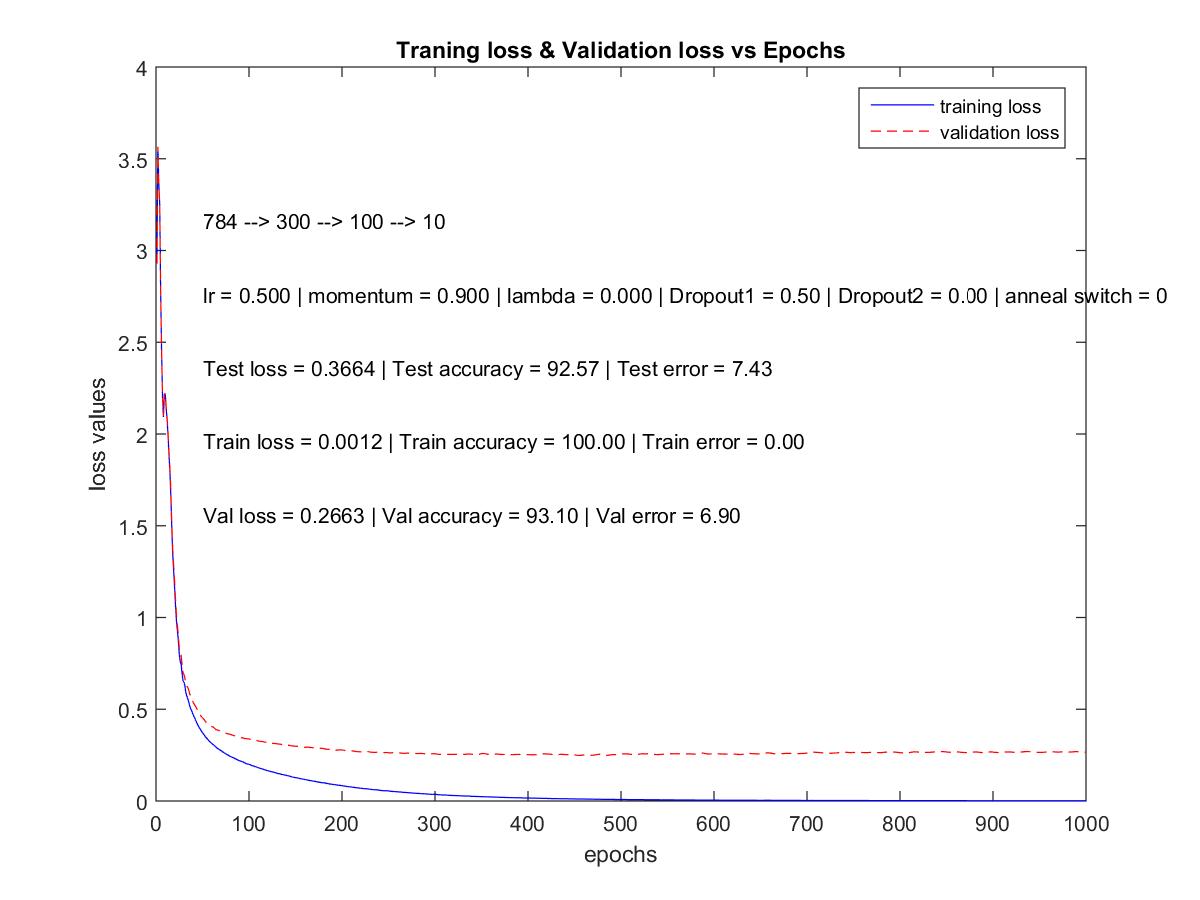 Traning loss & Validation loss vs Epochs
4
training loss
validation loss
3.5
784 --> 300 --> 100 --> 10
3
lr = 0.500 | momentum = 0.900 | lambda = 0.000 | Dropout1 = 0.50 | Dropout2 = 0.00 | anneal switch = 0
2.5
Test loss = 0.3664 | Test accuracy = 92.57 | Test error = 7.43
2
Train loss = 0.0012 | Train accuracy = 100.00 | Train error = 0.00
loss values
1.5
Val loss = 0.2663 | Val accuracy = 93.10 | Val error = 6.90
1
0.5
0
0 100 200 300 400 500 600 700 800 900 1000
epochs